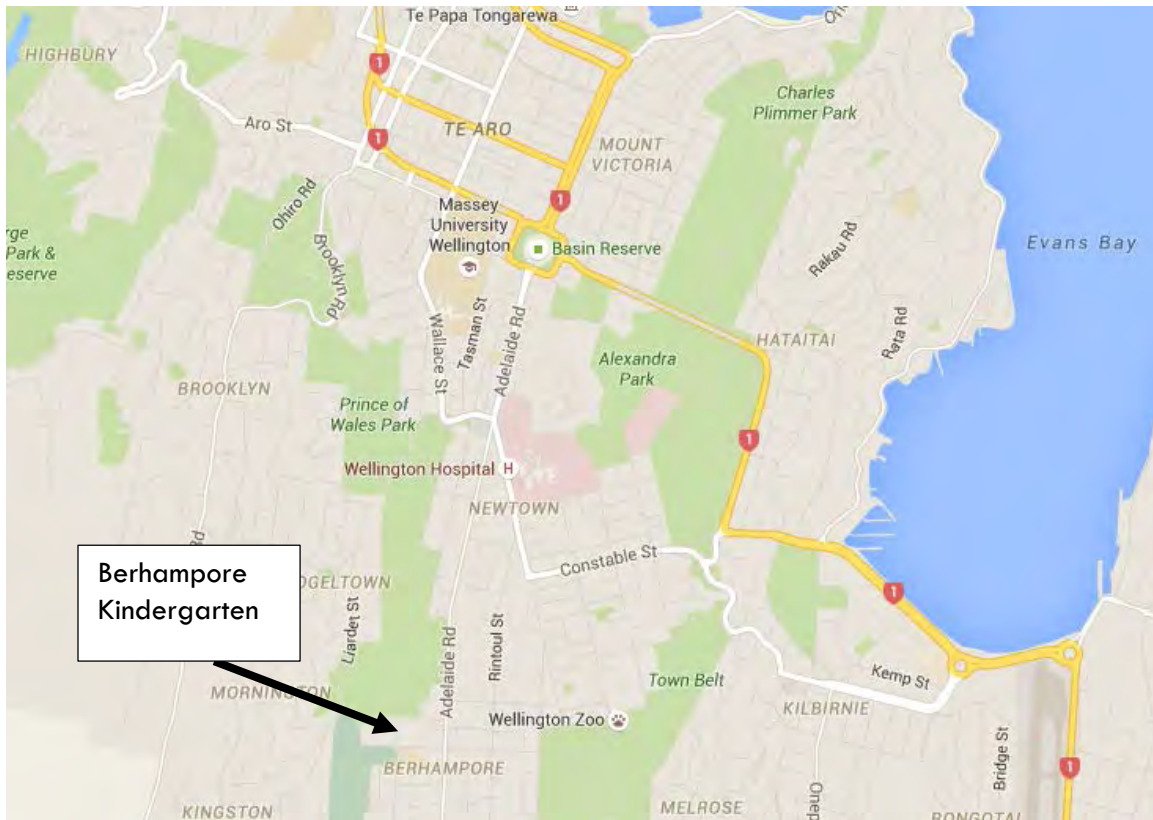 Te Papa Tongarewa
HIGHBURY
1
Charles
Plimmer Park
Aro St
TE ARO
1
MOUNT
VICTORIA
Ohiro Rd
Massey
University
Wellington
1
Basin Reserve
Rakau Rd
Evans Bay
Park &
Brooklyn Rd
Tasman St
Wallace St
Adelaide Rd
HATAITAI
Rata Rd
Alexandra
Park
BROOKLYN
Prince of
Wales Park
1
Wellington Hospital
H
NEWTOWN
Rd
Constable St
Berhampore
Kindergarten
OGELTOWN
1
Liardet St
Adelaide Rd
Rintoul St
Kemp St
MORNINGTON
Town Belt
KILBIRNIE
Wellington Zoo
Bridge St
BERHAMPORE
1
KINGSTON
MELROSE
Onep